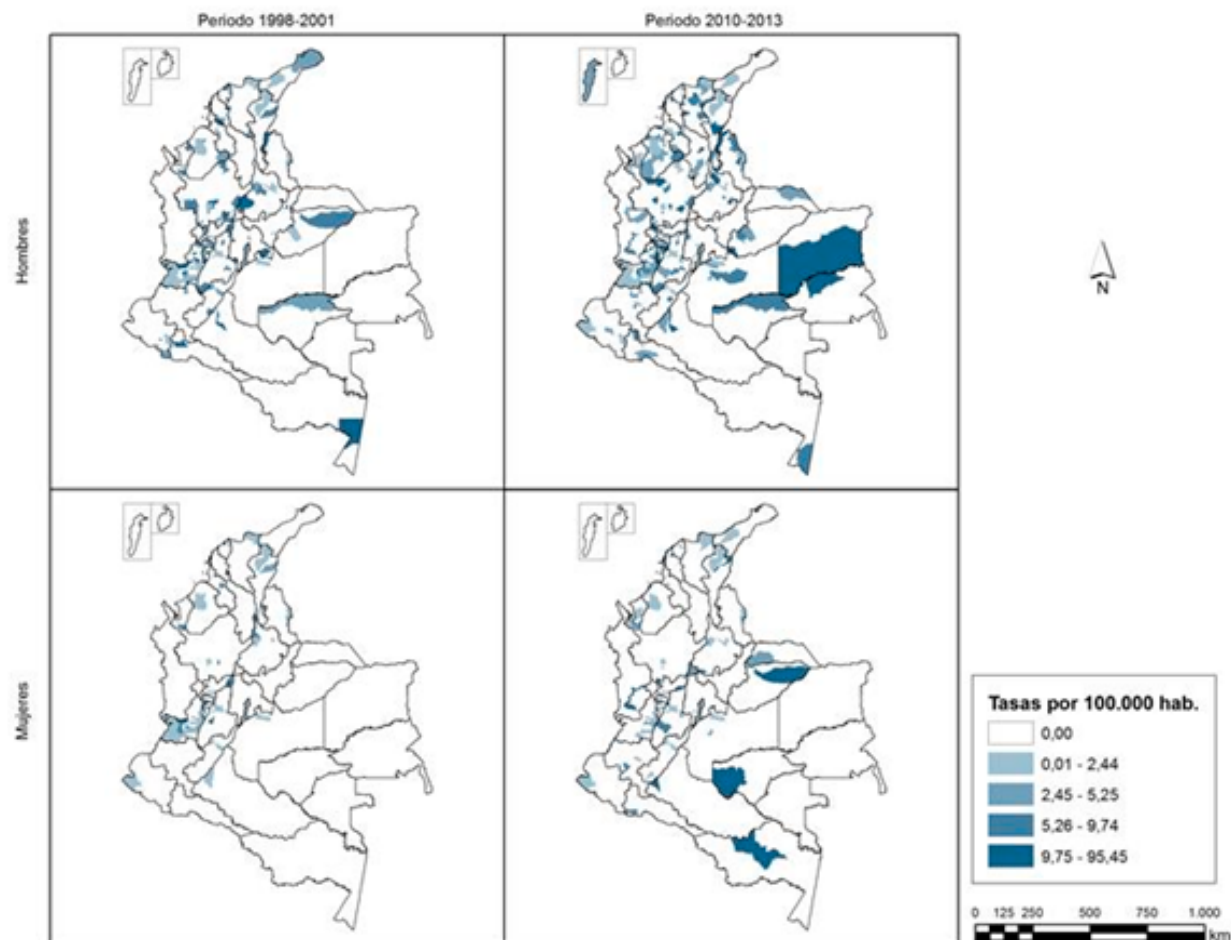 Periodo 1998-2001
Periodo 2010-2013
Hombres
N
Mujeres
Tasas por 100.000 hab.
0,00
0,01 - 2,44
2,45 - 5,25
5,26 - 9,74
9,75 - 95,45
0 125 250 500 750 1.000
km